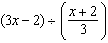 (3x − 2) ÷ ((x + 2)/3)